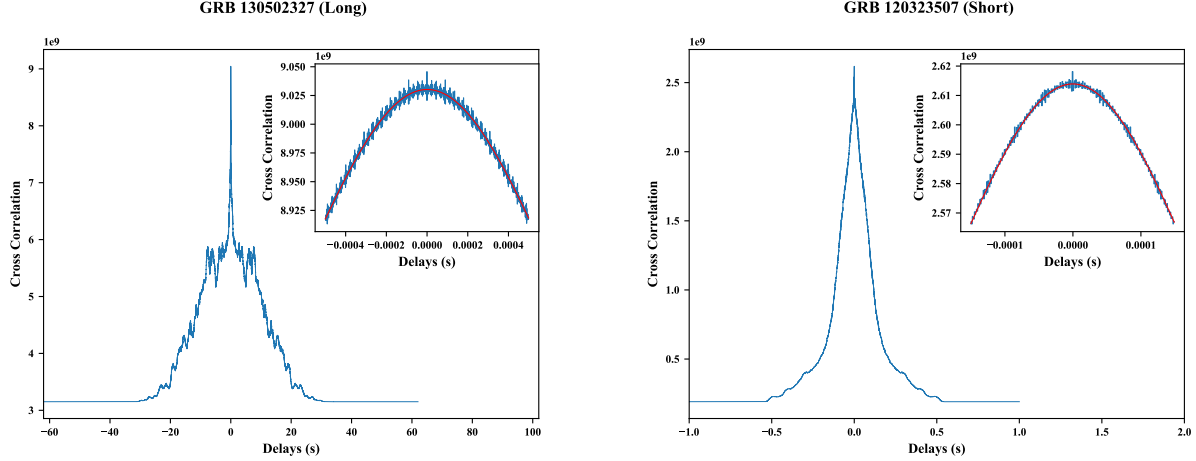 GRB 130502327 (Long)
1e9
9
8
7
6
5
4
3
Cross Correlation
−60 −40 −20 0 20 40 60 80 100
Delays (s)
1e9
9.050
9.025
9.000
8.975
8.950
8.925
Cross Correlation
−0.0004 −0.0002 0.0000 0.0002 0.0004
Delays (s)
GRB 120323507 (Short)
1e9
2.5
2.0
1.5
1.0
0.5
Cross Correlation
−1.0 −0.5 0.0 0.5 1.0 1.5 2.0
Delays (s)
1e9
2.62
2.61
2.60
2.59
2.58
2.57
Cross Correlation
−0.0001 0.0000 0.0001
Delays (s)